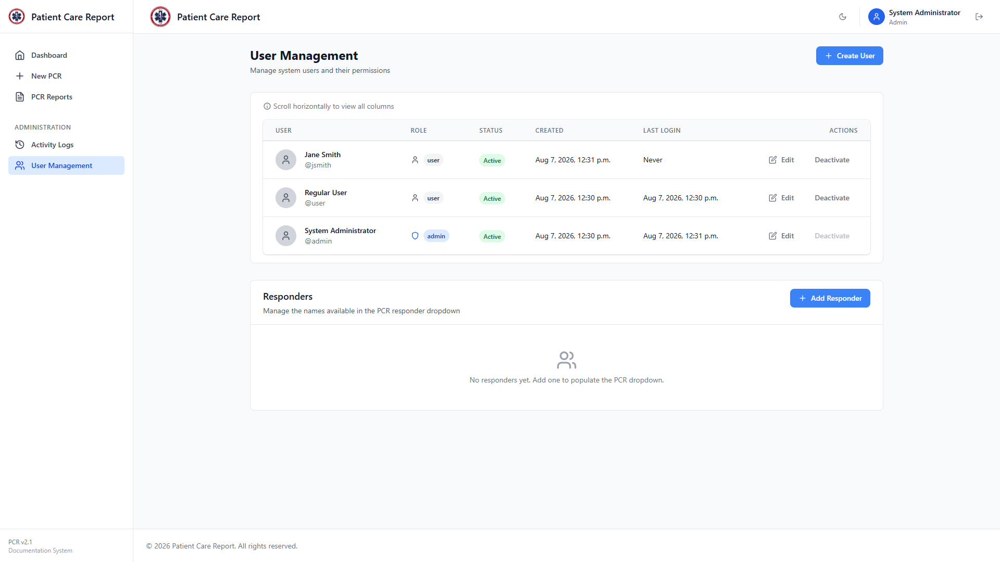 Patient Care Report
Patient Care Report
System Administrator
Admin
Dashboard
New PCR
PCR Reports
ADMINISTRATION
Activity Logs
User Management
User Management
Manage system users and their permissions
Create User
Scroll horizontally to view all columns
USER ROLE STATUS CREATED LAST LOGIN ACTIONS
Jane Smith
@jsmith
user Active Aug 7, 2026, 12:31 p.m. Never Edit Deactivate
Regular User
@user
user Active Aug 7, 2026, 12:30 p.m. Aug 7, 2026, 12:30 p.m. Edit Deactivate
System Administrator
@admin
admin Active Aug 7, 2026, 12:30 p.m. Aug 7, 2026, 12:31 p.m. Edit Deactivate
Responders
Manage the names available in the PCR responder dropdown
Add Responder
No responders yet. Add one to populate the PCR dropdown.
PCR v2.1
Documentation System
© 2026 Patient Care Report. All rights reserved.